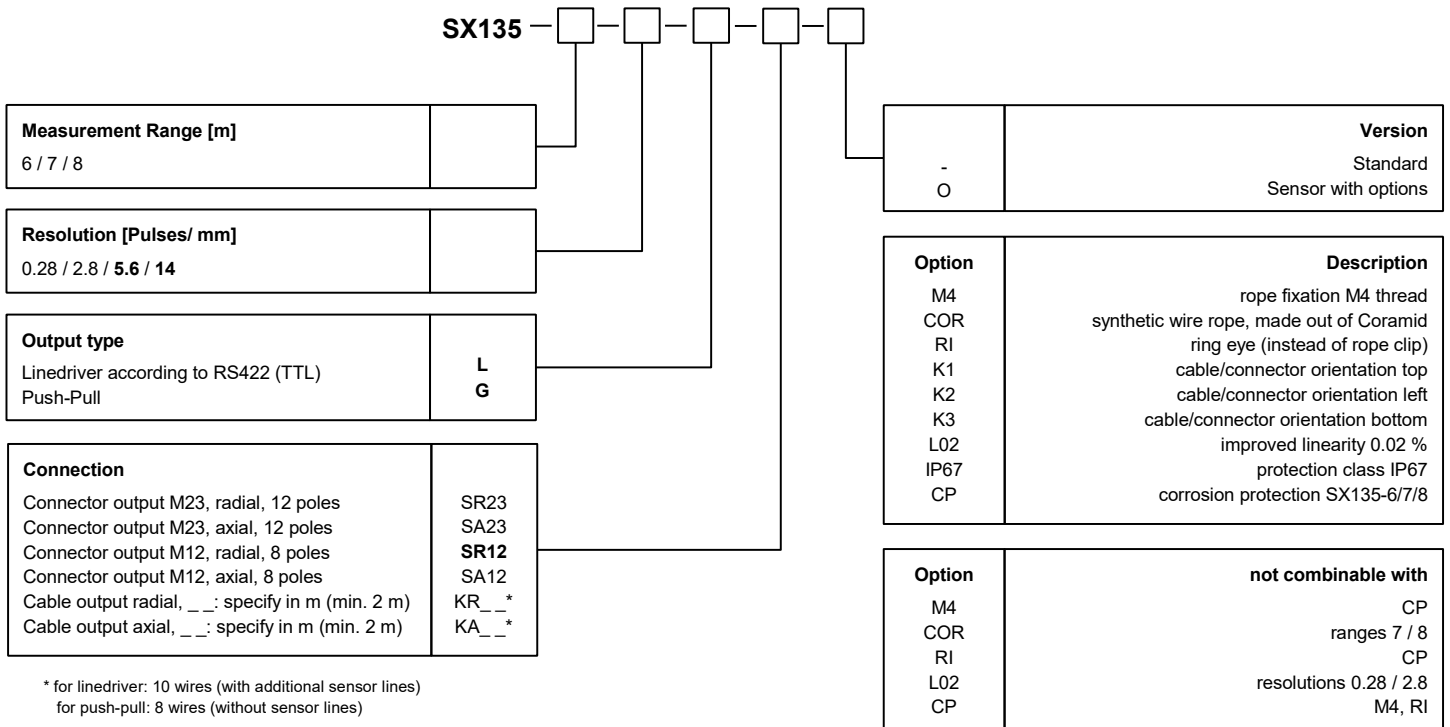 SX135
Measurement Range [m]
6 / 7 / 8
Resolution [Pulses/ mm]
0.28 / 2.8 / 5.6 / 14
Output type
Linedriver according to RS422 (TTL) L
Push-Pull G
Connection
Connector output M23, radial, 12 poles SR23
Connector output M23, axial, 12 poles SA23
Connector output M12, radial, 8 poles SR12
Connector output M12, axial, 8 poles SA12
Cable output radial, _ _: specify in m (min. 2 m) KR_ _*
Cable output axial, _ _: specify in m (min. 2 m) KA_ _*
* for linedriver: 10 wires (with additional sensor lines)
for push-pull: 8 wires (without sensor lines)
Version
- Standard
O Sensor with options
Option Description
M4 rope fixation M4 thread
COR synthetic wire rope, made out of Coramid
RI ring eye (instead of rope clip)
K1 cable/connector orientation top
K2 cable/connector orientation left
K3 cable/connector orientation bottom
L02 improved linearity 0.02 %
IP67 protection class IP67
CP corrosion protection SX135-6/7/8
Option not combinable with
M4 CP
COR ranges 7 / 8
RI CP
L02 resolutions 0.28 / 2.8
CP M4, RI